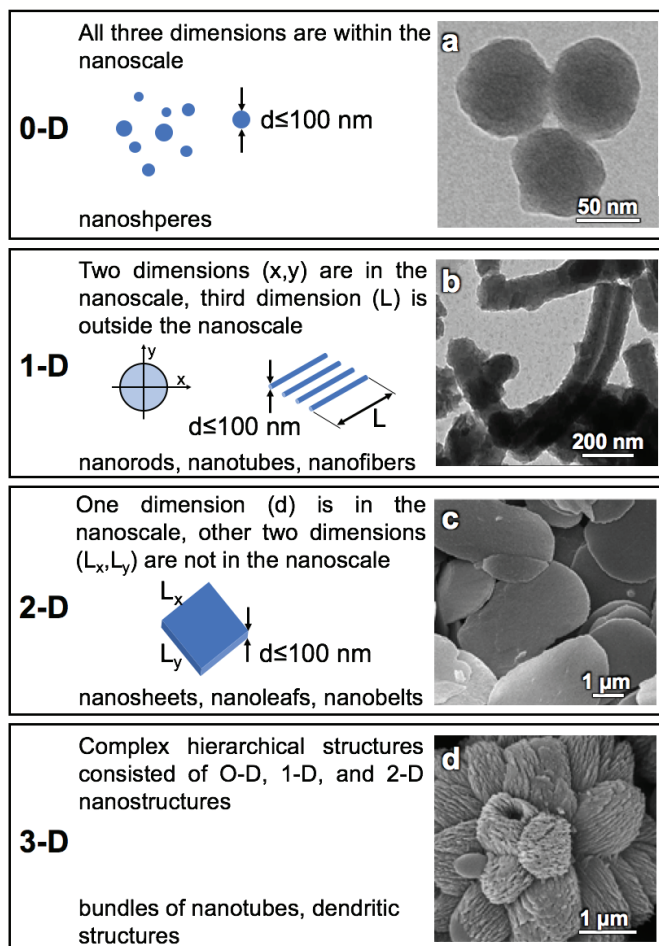 All three dimensions are within the
nanoscale
a
0-D
d≤100 nm
nanoshperes
50 nm
Two dimensions (x,y) are in the
nanoscale, third dimension (L) is
outside the nanoscale
b
y
x
1-D
d≤100 nm
L
nanorods, nanotubes, nanofibers
200 nm
One dimension (d) is in the
nanoscale, other two dimensions
(Lx,Ly) are not in the nanoscale
c
Lx
2-D
Ly
d≤100 nm
nanosheets, nanoleafs, nanobelts
1 µm
Complex hierarchical structures
consisted of O-D, 1-D, and 2-D
nanostructures
d
3-D
bundles of nanotubes, dendritic
structures
1 µm